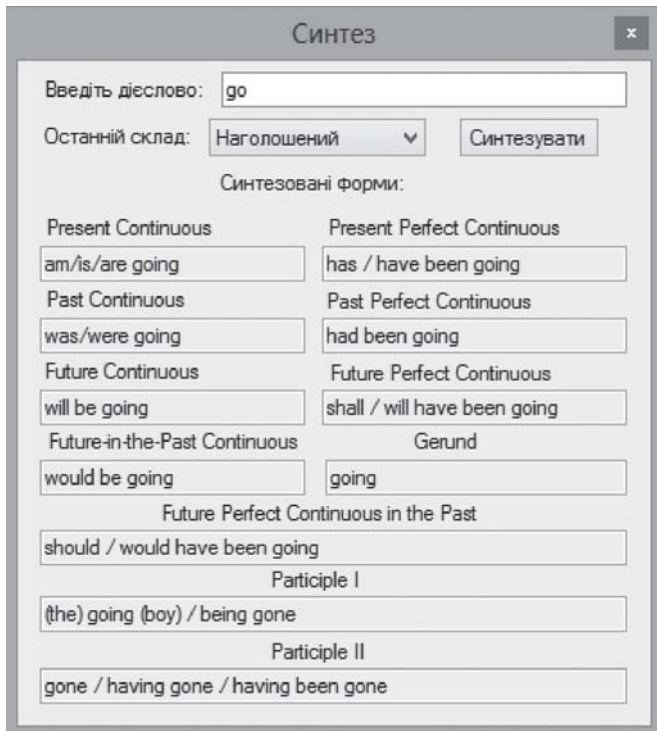 Синтез
x
Введіть дієслово: go
Останній склад: Наголошений Синтезувати
Синтезовані форми:
Present Continuous Present Perfect Continuous
am/is/are going has / have been going
Past Continuous Past Perfect Continuous
was/were going had been going
Future Continuous Future Perfect Continuous
will be going shall / will have been going
Future-in-the-Past Continuous Gerund
would be going going
Future Perfect Continuous in the Past
should / would have been going
Participle I
(the) going (boy) / being gone
Participle II
gone / having gone / having been gone